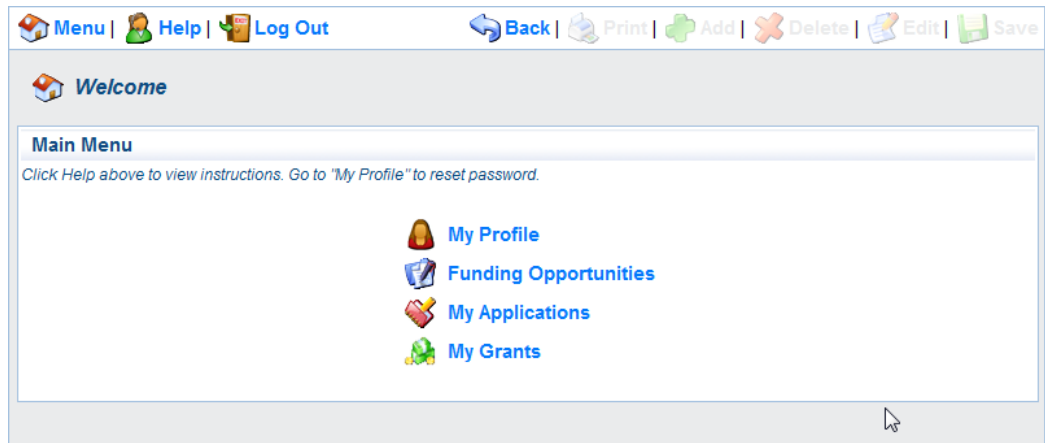 Menu | Help | Log Out Back | Print | Add | Delete | Edit | Save
Welcome
Main Menu
Click Help above to view instructions. Go to "My Profile" to reset password.
My Profile
Funding Opportunities
My Applications
My Grants